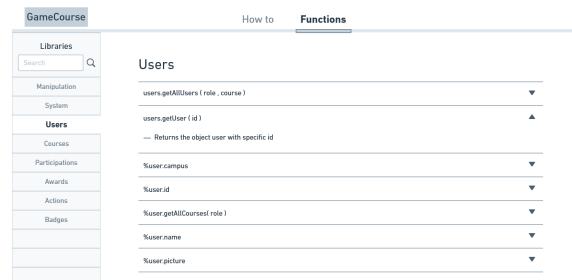 GameCourse
How to
Functions
Libraries
Search
Manipulation
System
Users
Courses
Participations
Awards
Actions
Badges
Users
users.getAllUsers ( role , course )
users.getUser ( id )
— Returns the object user with specific id
%user.campus
%user.id
%user.getAllCourses( role )
%user.name
%user.picture